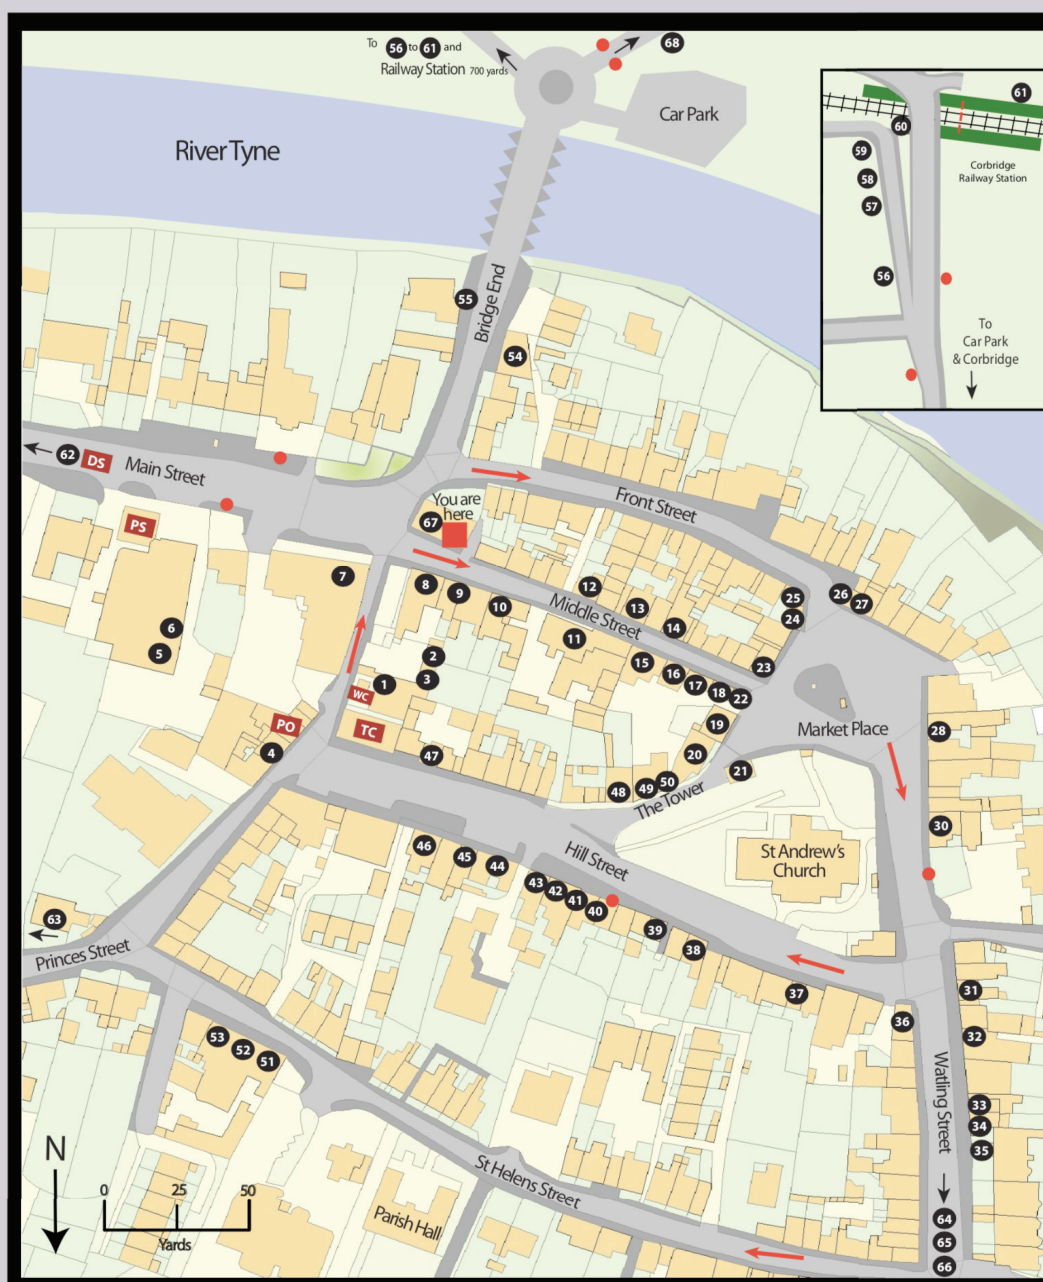 To 56 to 61 and
Railway Station 700 yards
68
Car Park
River Tyne
61
60
59
58
57
56
Corbridge
Railway Station
To
Car Park
& Corbridge
55
Bridge End
54
62
DS
Main Street
PS
You are
here
67
Front Street
7
8
9
10
12
Middle Street
13
14
11
25
24
26
27
6
5
2
3
1
WC
15
16
17
18
22
23
PO
TC
4
47
19
20
21
Market Place
28
48
49
50
The Tower
30
St Andrew's
Church
Hill Street
46
45
44
43
42
41
40
39
38
37
63
Princes Street
31
36
32
53
52
51
Watling Street
33
34
35
N
0 25 50
Yards
St Helens Street
Parish Hall
64
65
66